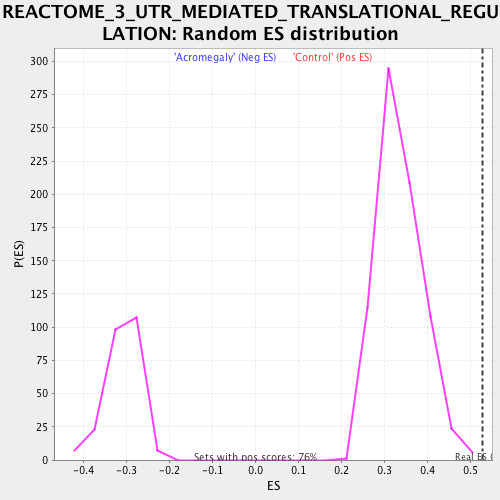 REACTOME_3_UTR_MEDIATED_TRANSLATIONAL_REGU
LATION: Random ES distribution
'Acromegaly' (Neg ES) 'Control' (Pos ES)
300
275
250
225
200
175
150
125
100
75
50
25
0
P(ES)
Sets with pos scores: 76%
Real ES (
-0.4 -0.3 -0.2 -0.1 0.0 0.1 0.2 0.3 0.4 0.5
ES